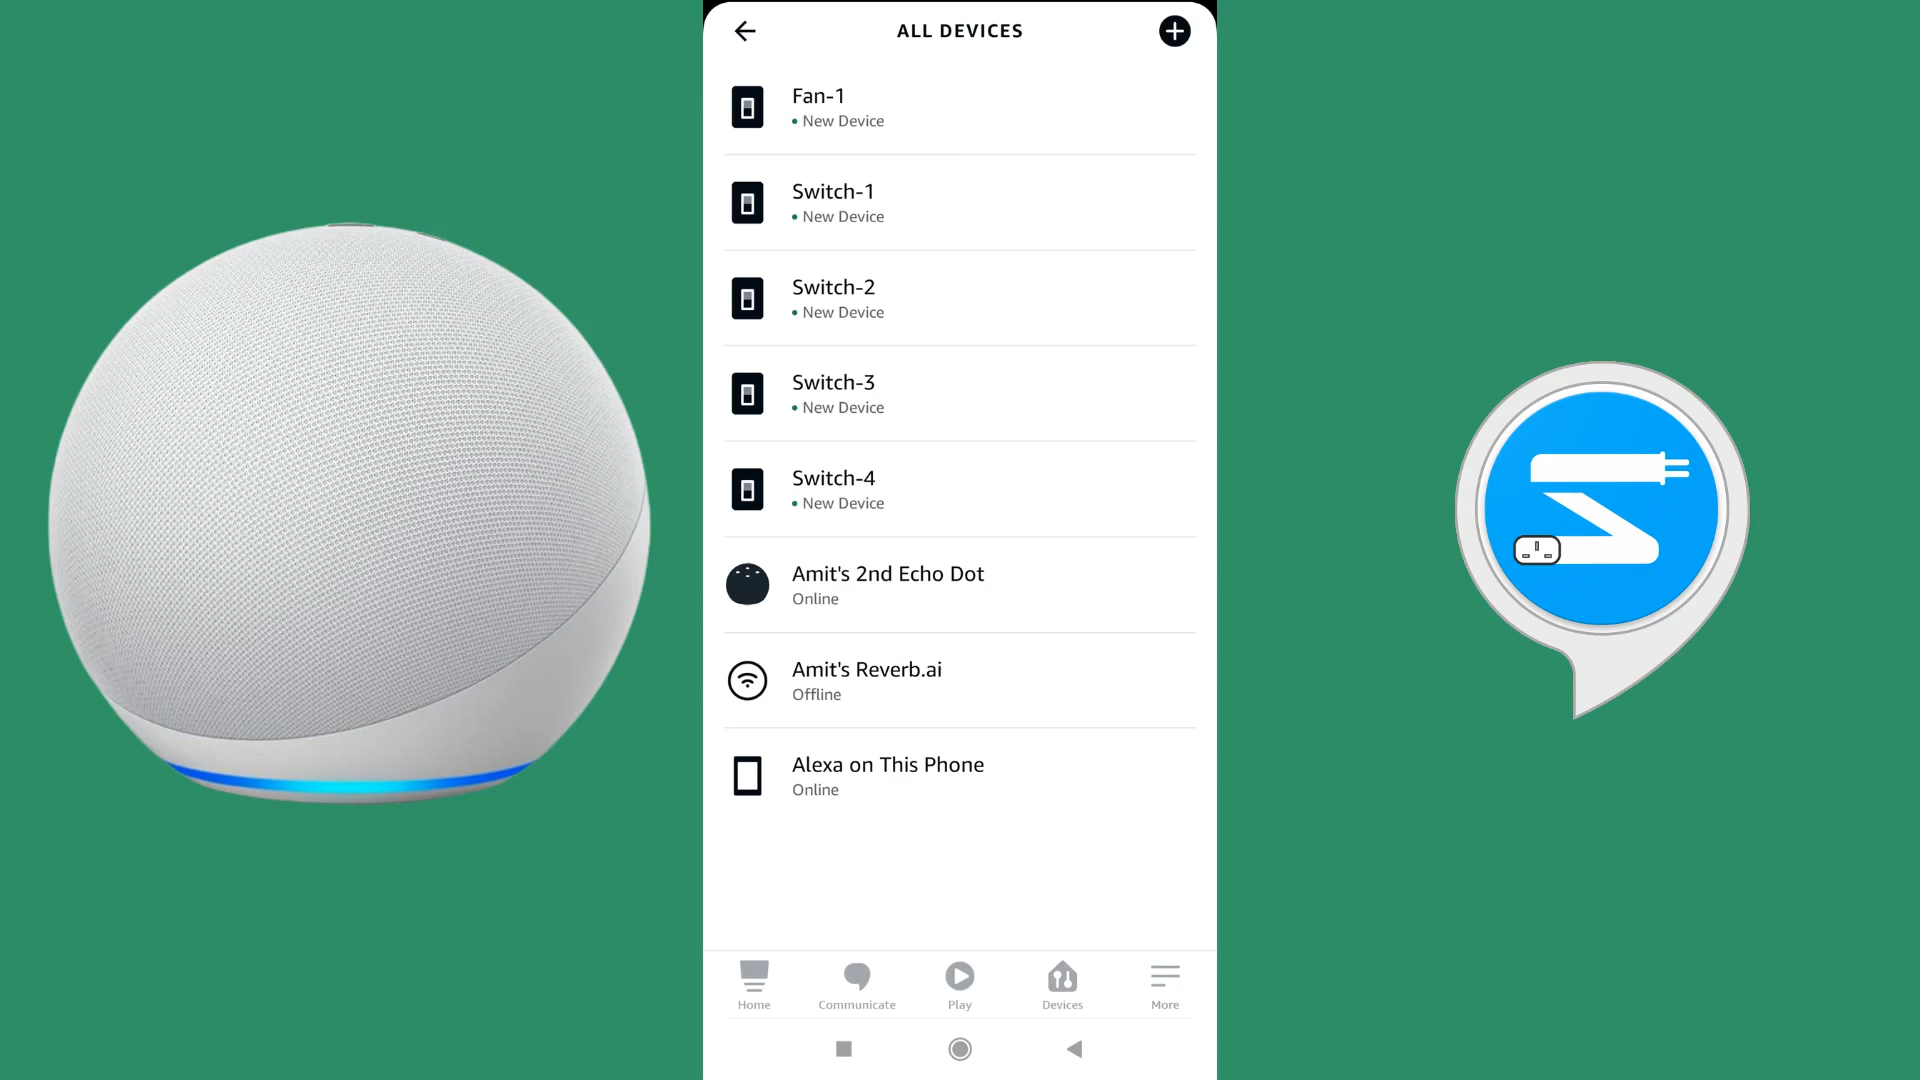 ALL DEVICES
Fan-1
New Device
Switch-1
New Device
Switch-2
New Device
Switch-3
New Device
Switch-4
New Device
Amit's 2nd Echo Dot
Online
Amit's Reverb.ai
Offline
Alexa on This Phone
Online
Home Communicate Play Devices More